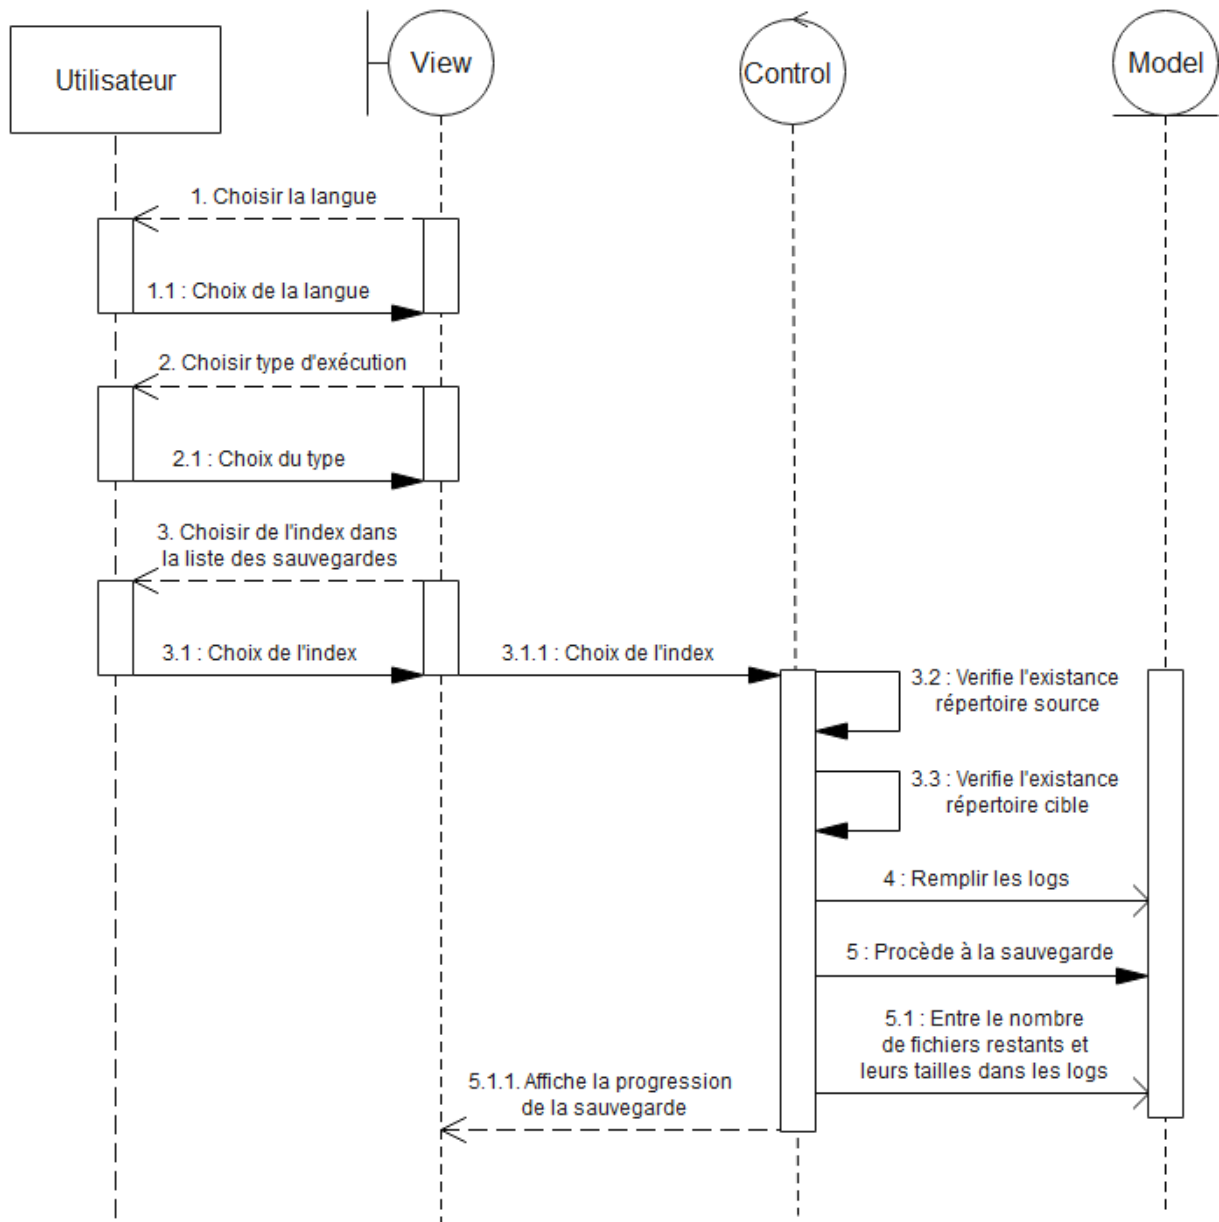 Utilisateur
View
Control
Model
1. Choisir la langue
1.1 : Choix de la langue
2. Choisir type d'exécution
2.1 : Choix du type
3. Choisir de l'index dans
la liste des sauvegardes
3.1 : Choix de l'index
3.1.1 : Choix de l'index
3.2 : Verifie l'existance
répertoire source
3.3 : Verifie l'existance
répertoire cible
4 : Remplir les logs
5 : Procède à la sauvegarde
5.1 : Entre le nombre
de fichiers restants et
leurs tailles dans les logs
5.1.1. Affiche la progression
de la sauvegarde